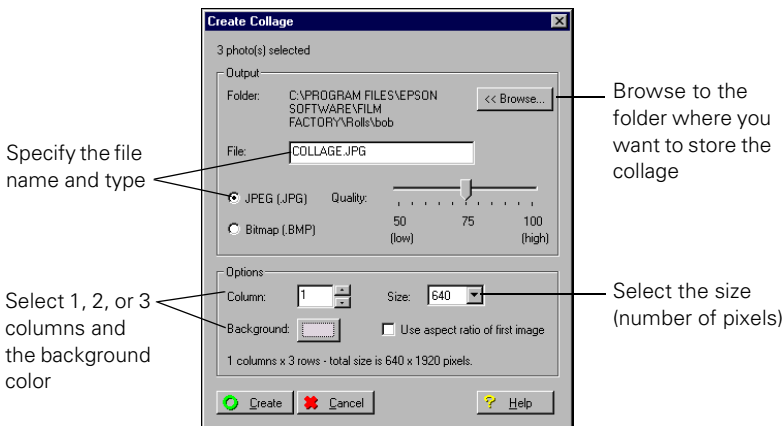 Create Collage
3 photo(s) selected
Output
Folder:
C:\PROGRAM FILES\EPSON
SOFTWARE\FILM
FACTORY\Rolls\bob
<< Browse...
Browse to the
folder where you
want to store the
collage
Specify the file
name and type
File:
COLLAGE.JPG
JPEG (.JPG)
Quality:
Bitmap (.BMP)
50
75
100
(low)
(high)
Options
Select 1, 2, or 3
columns and
the background
color
Column:
1
Size:
640
Select the size
(number of pixels)
Background:
Use aspect ratio of first image
1 columns x 3 rows - total size is 640 x 1920 pixels.
Create
Cancel
? Help